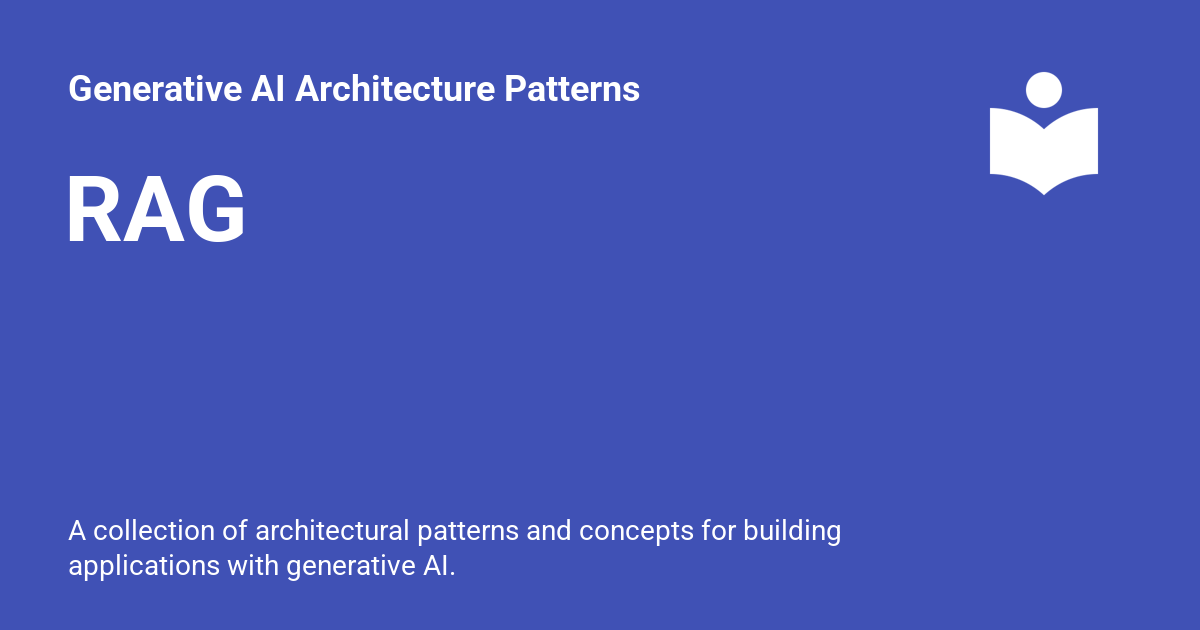 Generative AI Architecture Patterns
RAG
A collection of architectural patterns and concepts for building
applications with generative AI.